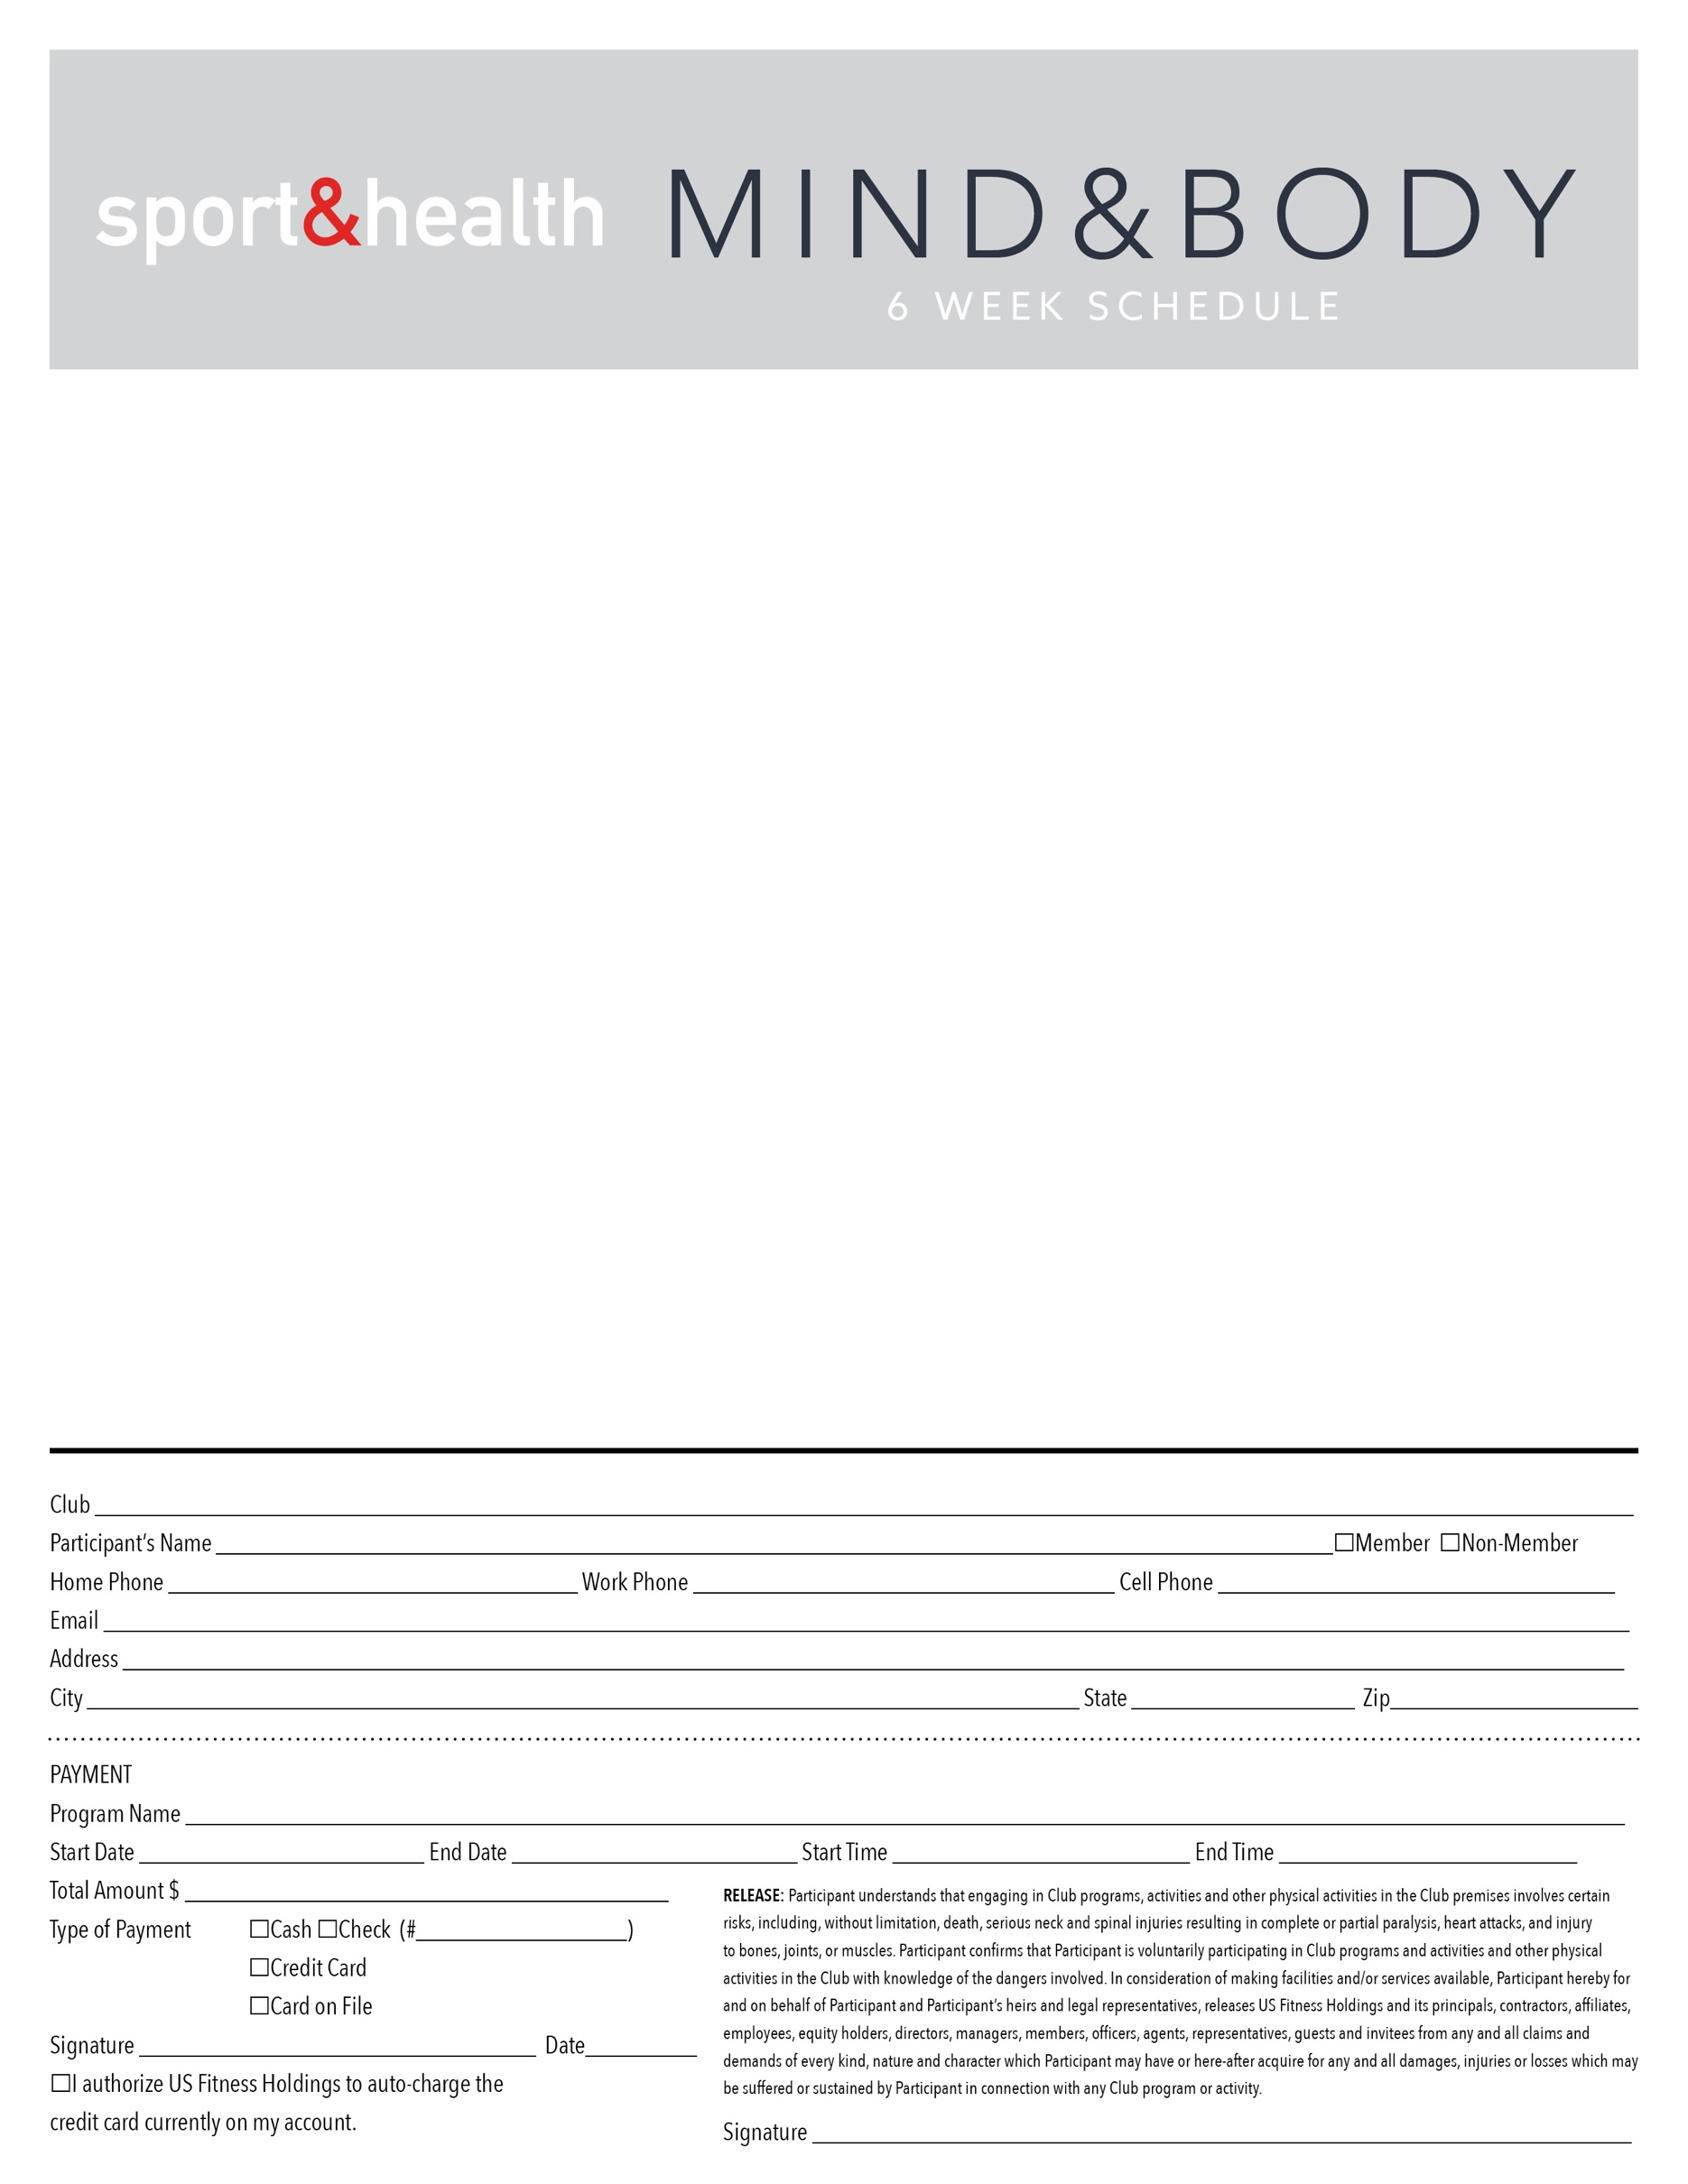 sport&health MIND&BODY
6 WEEK SCHEDULE
Club
Participant’s Name ☐Member ☐Non-Member
Home Phone Work Phone Cell Phone
Email
Address
City State Zip
PAYMENT
Program Name
Start Date End Date Start Time End Time
Total Amount $
Type of Payment ☐Cash ☐Check (# )
☐Credit Card
☐Card on File
Signature Date
☐I authorize US Fitness Holdings to auto-charge the
credit card currently on my account.
RELEASE: Participant understands that engaging in Club programs, activities and other physical activities in the Club premises involves certain
risks, including, without limitation, death, serious neck and spinal injuries resulting in complete or partial paralysis, heart attacks, and injury
to bones, joints, or muscles. Participant confirms that Participant is voluntarily participating in Club programs and activities and other physical
activities in the Club with knowledge of the dangers involved. In consideration of making facilities and/or services available, Participant hereby for
and on behalf of Participant and Participant’s heirs and legal representatives, releases US Fitness Holdings and its principals, contractors, affiliates,
employees, equity holders, directors, managers, members, officers, agents, representatives, guests and invitees from any and all claims and
demands of every kind, nature and character which Participant may have or here-after acquire for any and all damages, injuries or losses which may
be suffered or sustained by Participant in connection with any Club program or activity.
Signature